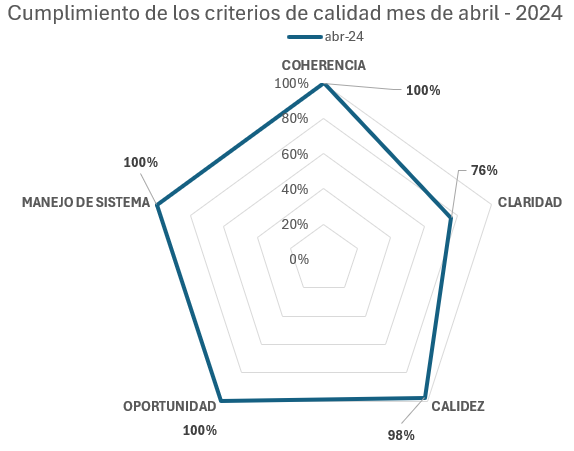 Cumplimiento de los criterios de calidad mes de abril - 2024
abr-24
COHERENCIA
100%
100%
80%
76%
60%
100%
40%
MANEJO DE SISTEMA
CLARIDAD
20%
0%
OPORTUNIDAD
CALIDEZ
100%
98%